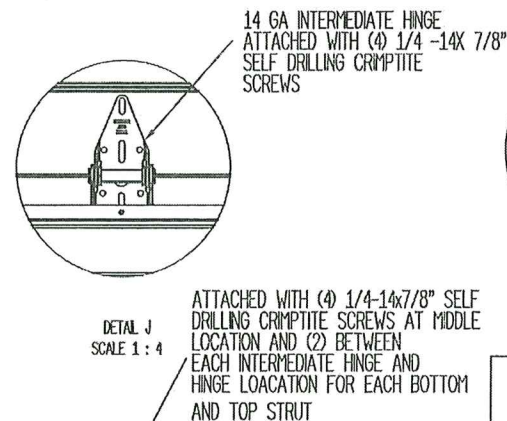 14 GA INTERMEDIATE HINGE
ATTACHED WITH (4) 1/4 -14X 7/8"
SELF DRILLING CRIMPTITE
SCREWS
DETAIL J
SCALE 1 : 4
ATTACHED WITH (4) 1/4-14x7/8" SELF
DRILLING CRIMPTITE SCREWS AT MIDDLE
LOCATION AND (2) BETWEEN
EACH INTERMEDIATE HINGE AND
HINGE LOACATION FOR EACH BOTTOM
AND TOP STRUT